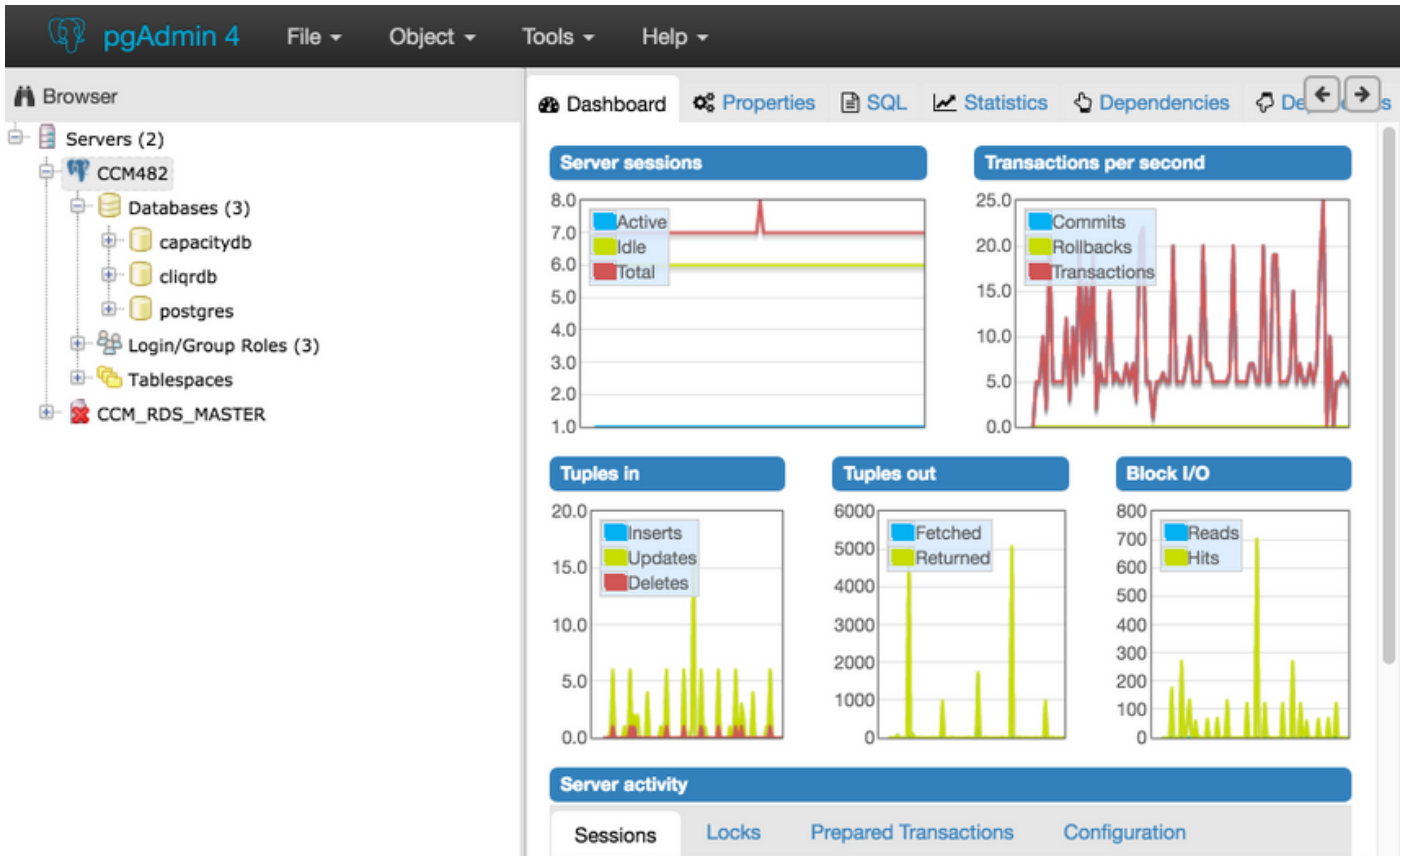 pgAdmin 4 File Object Tools Help
Browser
Servers (2)
CCM482
Databases (3)
capacitydb
cliqrdb
postgres
Login/Group Roles (3)
Tablespaces
CCM_RDS_MASTER
Dashboard Properties SQL Statistics Dependencies
Server sessions
8.0
7.0
6.0
5.0
4.0
3.0
2.0
1.0
Active
Idle
Total
Transactions per second
25.0
20.0
15.0
10.0
5.0
0.0
Commits
Rollbacks
Transactions
Tuples in
20.0
15.0
10.0
5.0
0.0
Inserts
Updates
Deletes
Tuples out
6000
5000
4000
3000
2000
1000
0
Fetched
Returned
Block I/O
800
700
600
500
400
300
200
100
0
Reads
Hits
Server activity
Sessions Locks Prepared Transactions Configuration